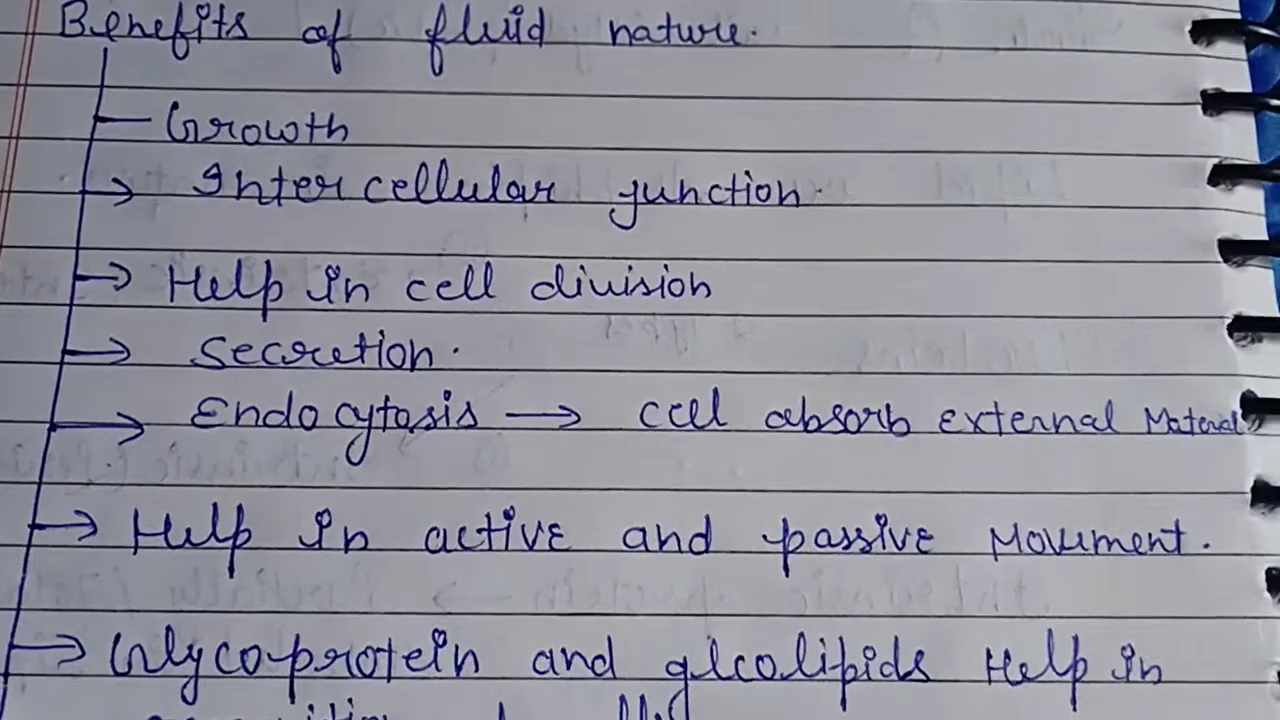 Benefits of fluid nature.
Growth
→ Intercellular junction.
→ Help in cell division
→ Secretion.
→ Endocytosis → cell absorb external Material
→ Help in active and passive Movement.
→ Glycoprotein and glcolipids Help in